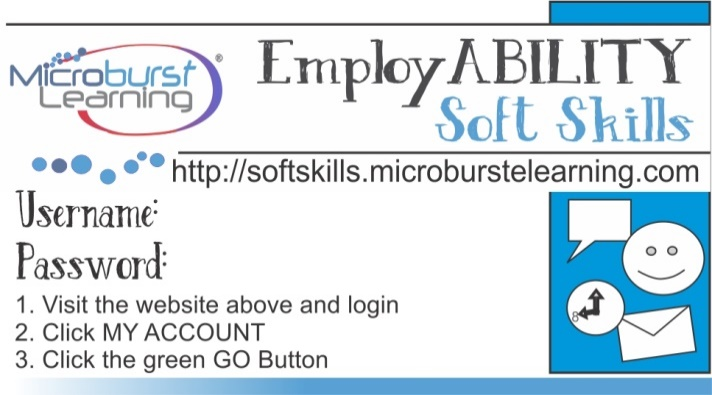 Microburst
Learning
®
EmployABILITY
Soft Skills
http://softskills.microburstelearning.com
Username:
Password:
1. Visit the website above and login
2. Click MY ACCOUNT
3. Click the green GO Button
8